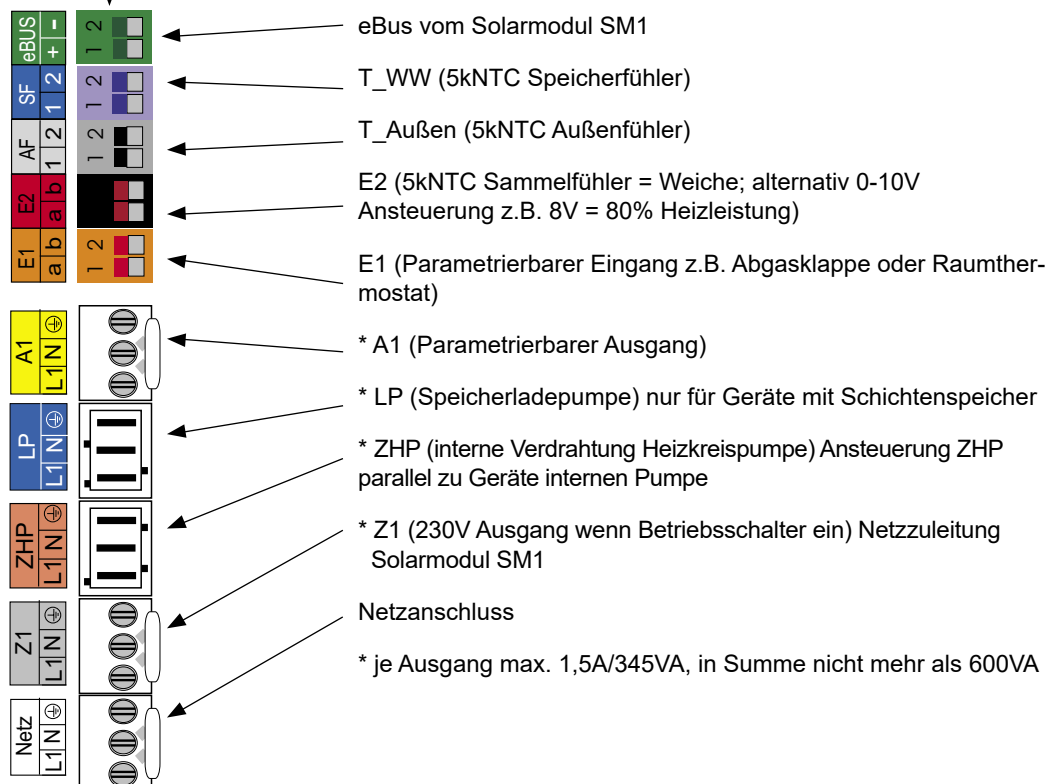 eBUS
+ -
1 2
eBus vom Solarmodul SM1
SF
1 2
1 2
T_WW (5kNTC Speicherfühler)
AF
1 2
1 2
T_Außen (5kNTC Außenfühler)
E2
a b
E2 (5kNTC Sammelfühler = Weiche; alternativ 0-10V
Ansteuerung z.B. 8V = 80% Heizleistung)
E1
a b
1 2
E1 (Parametrierbarer Eingang z.B. Abgasklappe oder Raumther-
mostat)
A1
L1 N
* A1 (Parametrierbarer Ausgang)
LP
L1 N
* LP (Speicherladepumpe) nur für Geräte mit Schichtenspeicher
ZHP
L1 N
* ZHP (interne Verdrahtung Heizkreispumpe) Ansteuerung ZHP
parallel zu Geräte internen Pumpe
Z1
L1 N
* Z1 (230V Ausgang wenn Betriebsschalter ein) Netzzuleitung
Solarmodul SM1
Netz
L1 N
Netzanschluss
* je Ausgang max. 1,5A/345VA, in Summe nicht mehr als 600VA